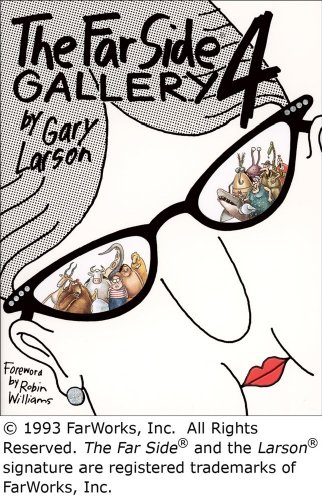 The Far Side
GALLERY 4
by Gary
Larson
Foreword
by Robin
Williams
© 1993 FarWorks, Inc.  All Rights
Reserved. The Far Side® and the Larson®
signature are registered trademarks of
FarWorks, Inc.